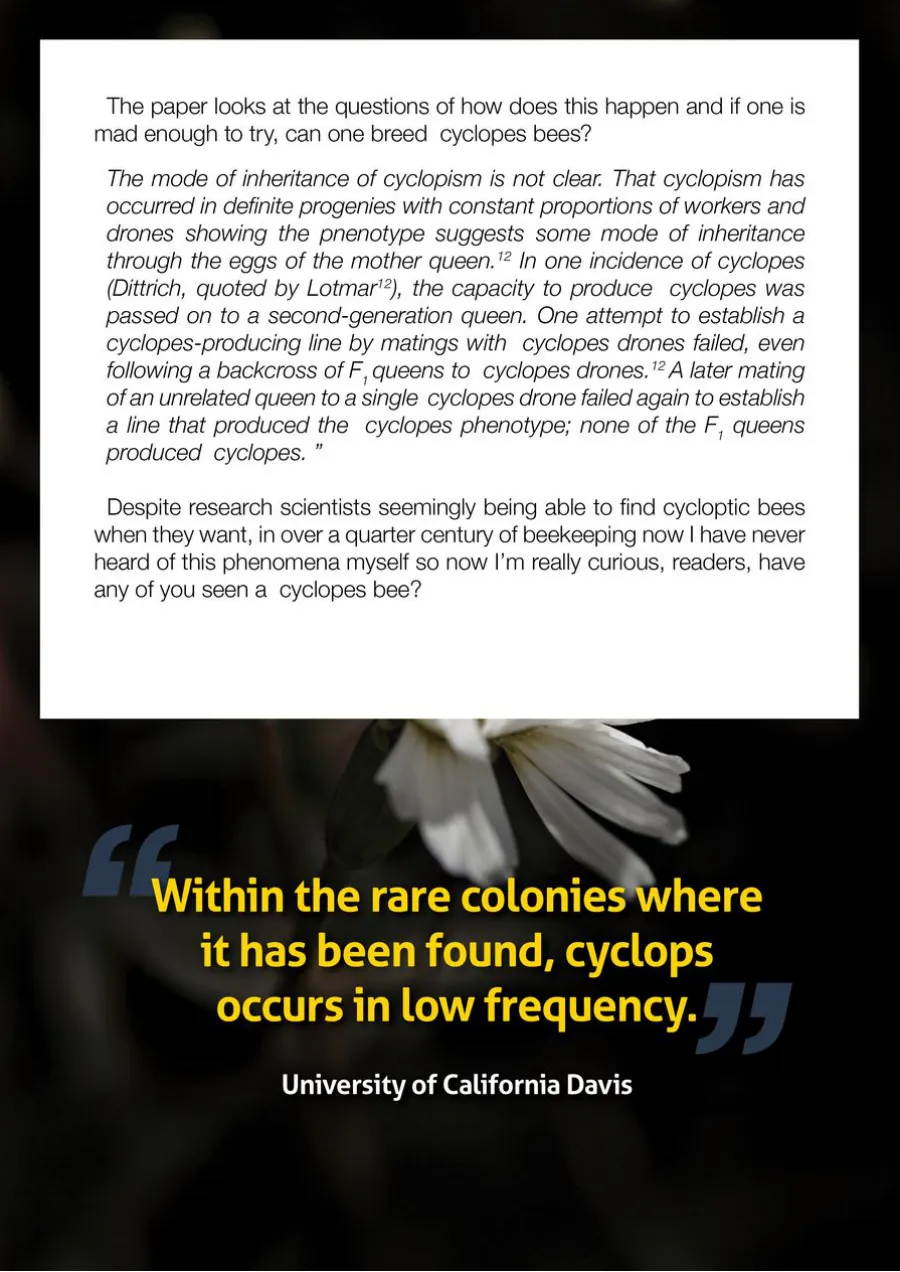 The paper looks at the questions of how does this happen and if one is
mad enough to try, can one breed cyclopes bees?
The mode of inheritance of cyclopism is not clear. That cyclopism has
occurred in definite progenies with constant proportions of workers and
drones showing the pnenotype suggests some mode of inheritance
through the eggs of the mother queen.12 In one incidence of cyclopes
(Dittrich, quoted by Lotmar12), the capacity to produce cyclopes was
passed on to a second-generation queen. One attempt to establish a
cyclopes-producing line by matings with cyclopes drones failed, even
following a backcross of F1 queens to cyclopes drones.12 A later mating
of an unrelated queen to a single cyclopes drone failed again to establish
a line that produced the cyclopes phenotype; none of the F1 queens
produced cyclopes. ”
Despite research scientists seemingly being able to find cycloptic bees
when they want, in over a quarter century of beekeeping now I have never
heard of this phenomena myself so now I'm really curious, readers, have
any of you seen a cyclopes bee?
“Within the rare colonies where
it has been found, cyclops
occurs in low frequency.”
University of California Davis